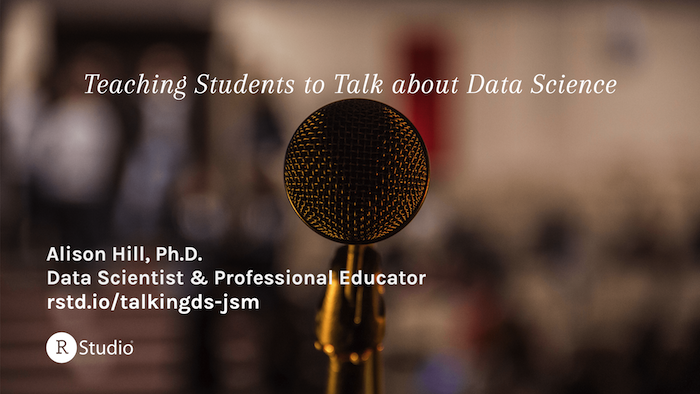 Teaching Students to Talk about Data Science
Alison Hill, Ph.D.
Data Scientist & Professional Educator
rstd.io/talkingds-jsm
R Studio